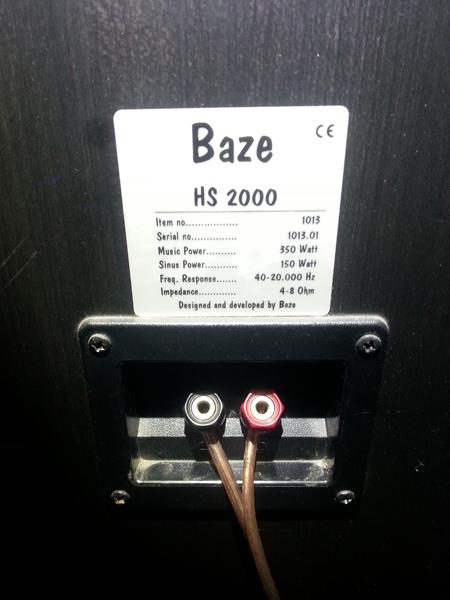 Baze
CE
HS 2000
Item no................ 1013
Serial no.............. 1013.01
Music Power.......... 350 Watt
Sinus Power........... 150 Watt
Freq. Response....... 40-20.000 Hz
Impedance............. 4-8 Ohm
Designed and developed by Baze